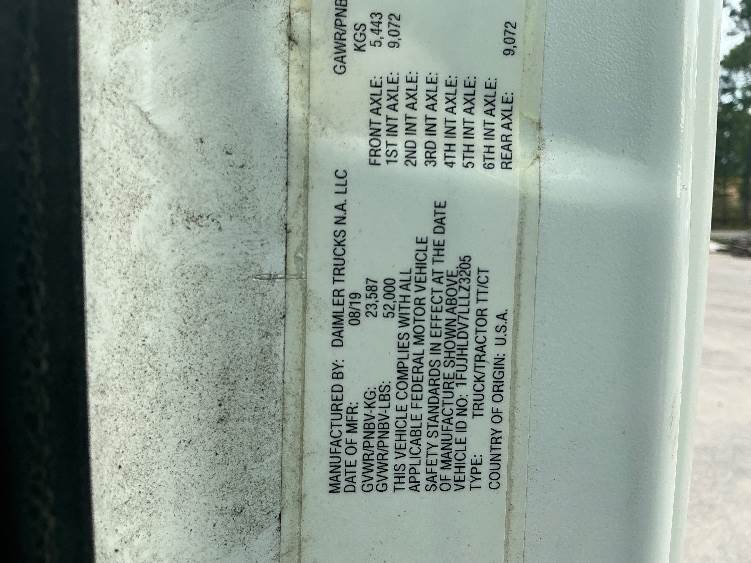 MANUFACTURED BY: DAIMLER TRUCKS N.A. LLC
DATE OF MFR: 08/19
GVWR/PNBV-KG: 23,587
GVWR/PNBV-LBS: 52,000
THIS VEHICLE COMPLIES WITH ALL
APPLICABLE FEDERAL MOTOR VEHICLE
SAFETY STANDARDS IN EFFECT AT THE DATE
OF MANUFACTURE SHOWN ABOVE.
VEHICLE ID NO: 1FUJHLDV7LLLZ3205
TYPE: TRUCK/TRACTOR TT/CT
COUNTRY OF ORIGIN: U.S.A.
GAWR/PNB
KGS
FRONT AXLE: 5,443
1ST INT AXLE: 9,072
2ND INT AXLE:
3RD INT AXLE:
4TH INT AXLE:
5TH INT AXLE:
6TH INT AXLE:
REAR AXLE: 9,072